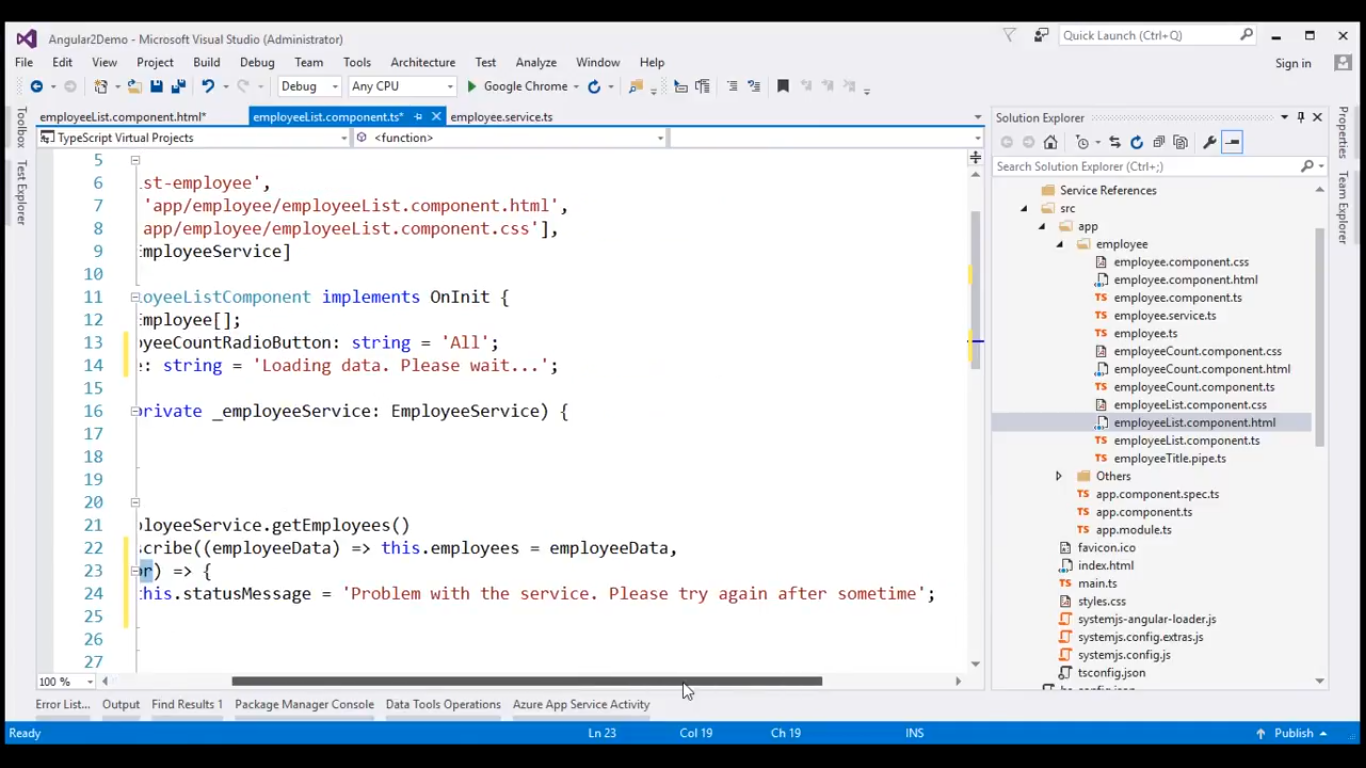 Angular2Demo - Microsoft Visual Studio (Administrator)
Quick Launch (Ctrl+Q)
File Edit View Project Build Debug Team Tools Architecture Test Analyze Window Help
Sign in
Debug Any CPU Google Chrome
Toolbox
Test Explorer
employeeList.component.html*
employeeList.component.ts*
employee.service.ts
TypeScript Virtual Projects
<function>
5
6 st-employee',
7 'app/employee/employeeList.component.html',
8 app/employee/employeeList.component.css'],
9 mployeeService]
10
11 oyeeListComponent implements OnInit {
12 mployee[];
13 yeeCountRadioButton: string = 'All';
14 e: string = 'Loading data. Please wait...';
15
16 private _employeeService: EmployeeService) {
17
18
19
20
21 ployeeService.getEmployees()
22 scribe((employeeData) => this.employees = employeeData,
23 or) => {
24 this.statusMessage = 'Problem with the service. Please try again after sometime';
25
26
27
100 %
Solution Explorer
Search Solution Explorer (Ctrl+;)
Service References
src
app
employee
employee.component.css
employee.component.html
employee.component.ts
employee.service.ts
employee.ts
employeeCount.component.css
employeeCount.component.html
employeeCount.component.ts
employeeList.component.css
employeeList.component.html
employeeList.component.ts
employeeTitle.pipe.ts
Others
app.component.spec.ts
app.component.ts
app.module.ts
favicon.ico
index.html
main.ts
styles.css
systemjs-angular-loader.js
systemjs.config.extras.js
systemjs.config.js
tsconfig.json
Properties
Team Explorer
Error List... Output Find Results 1 Package Manager Console Data Tools Operations Azure App Service Activity
Ready Ln 23 Col 19 Ch 19 INS Publish